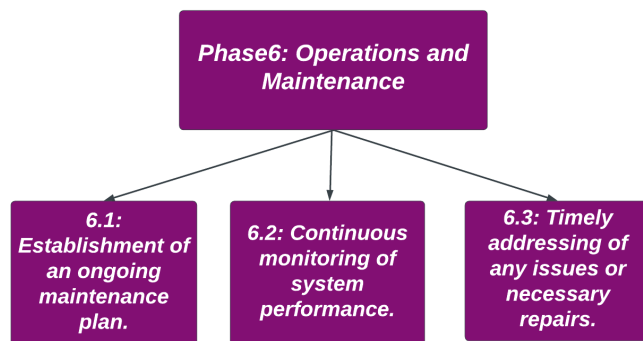 Phase6: Operations and
Maintenance
6.1:
Establishment of
an ongoing
maintenance
plan.
6.2: Continuous
monitoring of
system
performance.
6.3: Timely
addressing of
any issues or
necessary
repairs.